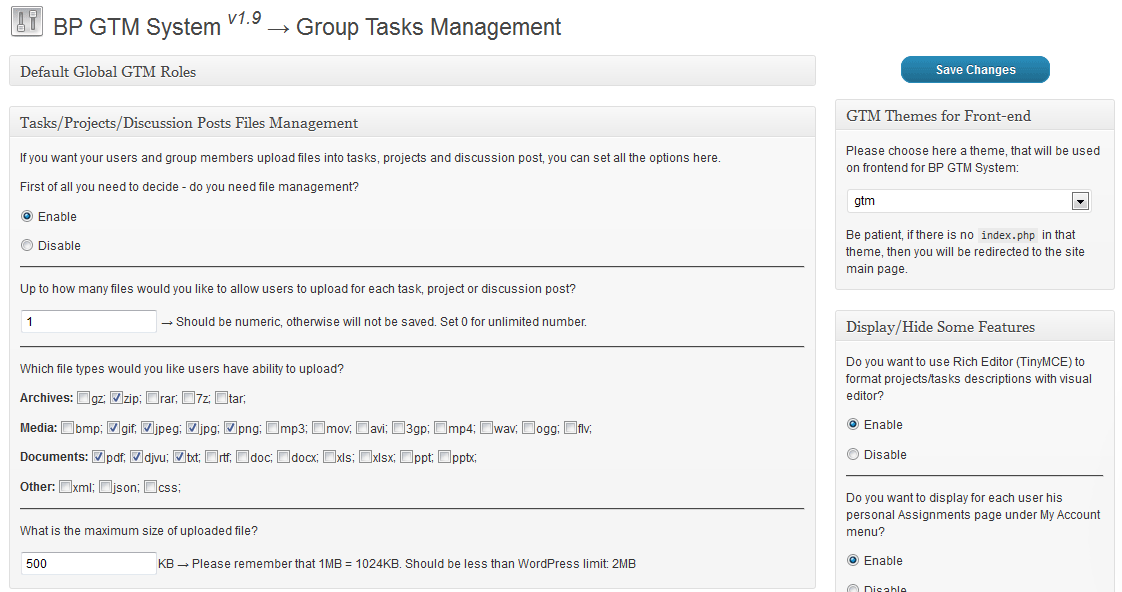 BP GTM System v1.9 → Group Tasks Management
Default Global GTM Roles
Tasks/Projects/Discussion Posts Files Management
If you want your users and group members upload files into tasks, projects and discussion post, you can set all the options here.
First of all you need to decide - do you need file management?
Enable
Disable
Up to how many files would you like to allow users to upload for each task, project or discussion post?
1 → Should be numeric, otherwise will not be saved. Set 0 for unlimited number.
Which file types would you like users have ability to upload?
Archives: gz; zip; rar; 7z; tar;
Media: bmp; gif; jpeg; jpg; png; mp3; mov; avi; 3gp; mp4; wav; ogg; flv;
Documents: pdf; djvu; txt; rtf; doc; docx; xls; xlsx; ppt; pptx;
Other: xml; json; css;
What is the maximum size of uploaded file?
500 KB → Please remember that 1MB = 1024KB. Should be less than WordPress limit: 2MB
Save Changes
GTM Themes for Front-end
Please choose here a theme, that will be used
on frontend for BP GTM System:
gtm
Be patient, if there is no index.php in that
theme, then you will be redirected to the site
main page.
Display/Hide Some Features
Do you want to use Rich Editor (TinyMCE) to
format projects/tasks descriptions with visual
editor?
Enable
Disable
Do you want to display for each user his
personal Assignments page under My Account
menu?
Enable
Disable